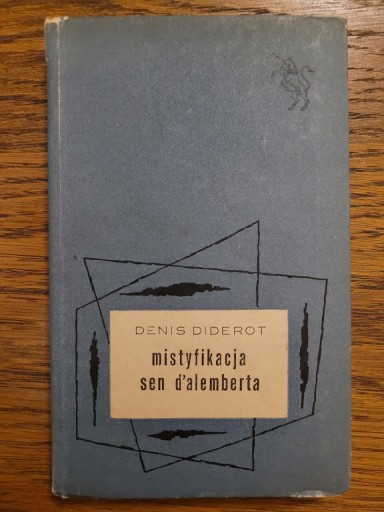 DENIS DIDEROT
mistyfikacja
sen d'alemberta